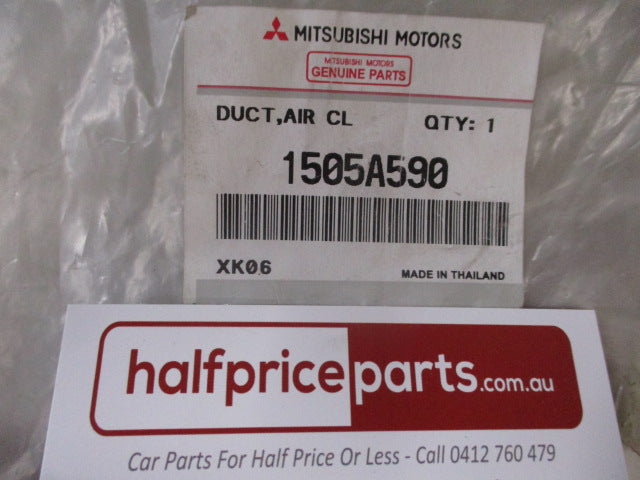 MITSUBISHI MOTORS
MITSUBISHI MOTORS
GENUINE PARTS
DUCT,AIR CL QTY: 1
1505A590
XK06 MADE IN THAILAND
halfpriceparts.com.au
Car Parts For Half Price Or Less - Call 0412 760 479